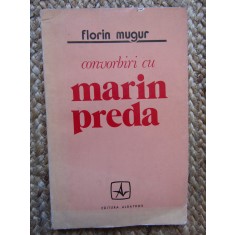 florin mugur
convorbiri cu
marin
preda
EDITURA ALBATROS